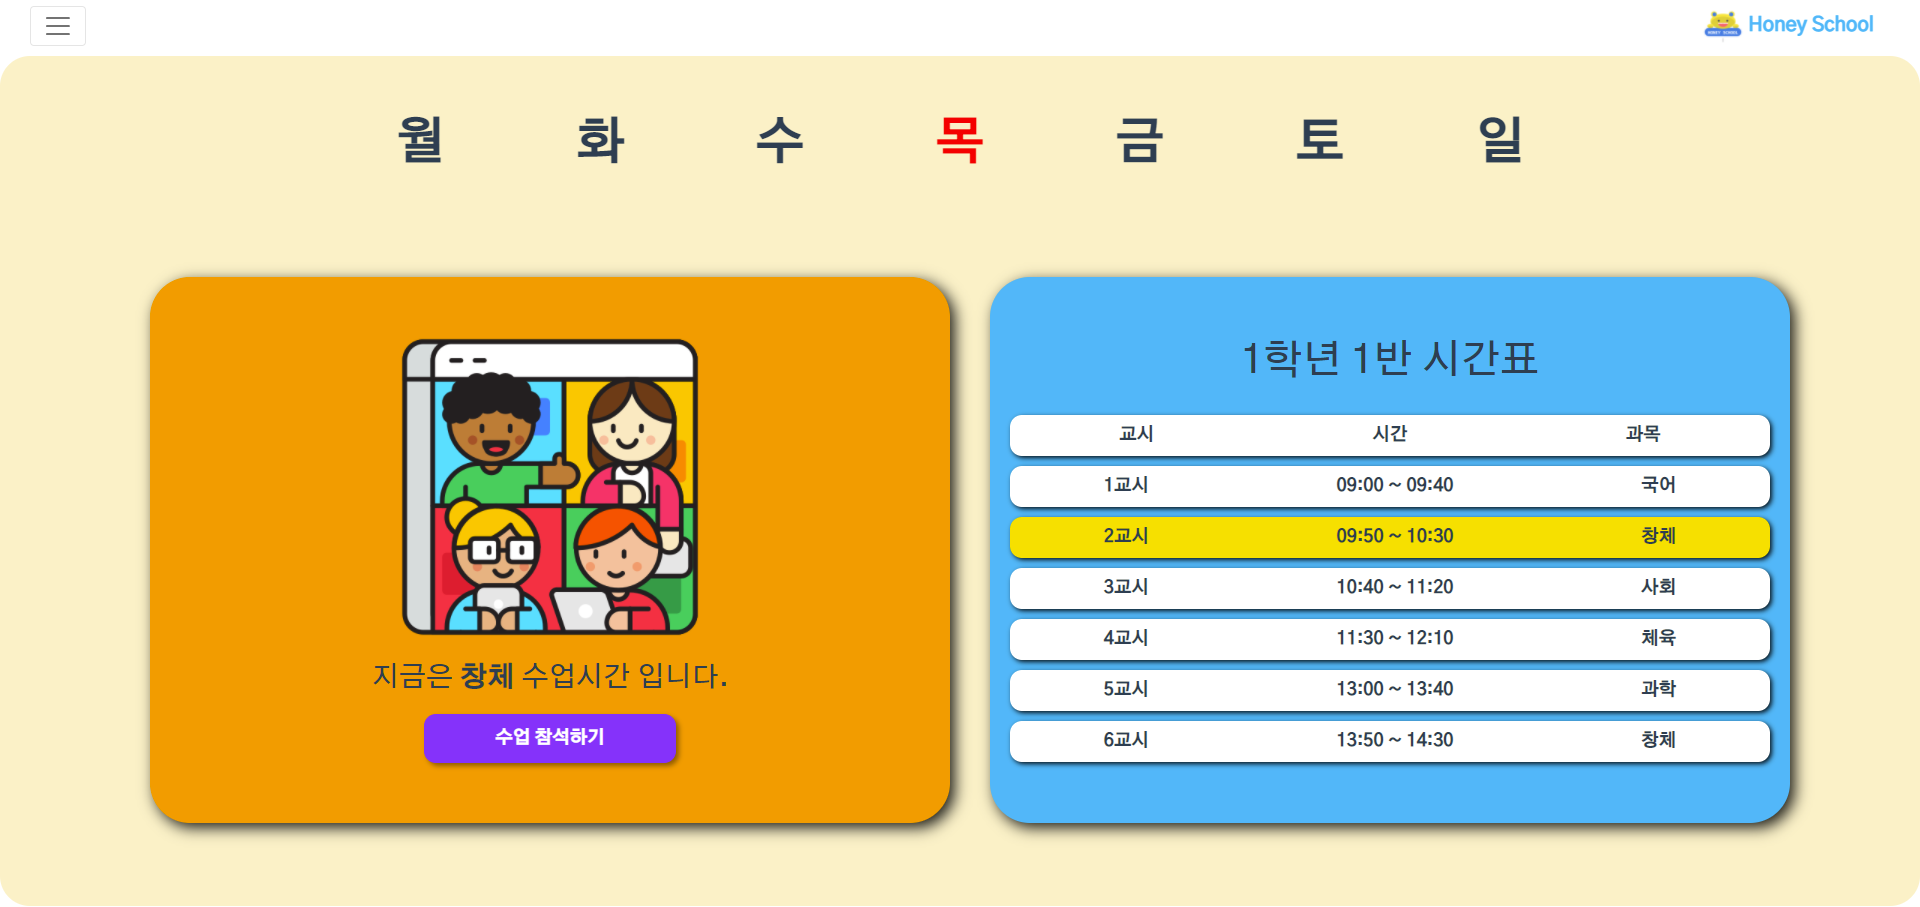 Honey School
월 화 수 목 금 토 일
지금은 창체 수업시간 입니다.
수업 참석하기
1학년 1반 시간표
교시 시간 과목
1교시 09:00 ~ 09:40 국어
2교시 09:50 ~ 10:30 창체
3교시 10:40 ~ 11:20 사회
4교시 11:30 ~ 12:10 체육
5교시 13:00 ~ 13:40 과학
6교시 13:50 ~ 14:30 창체